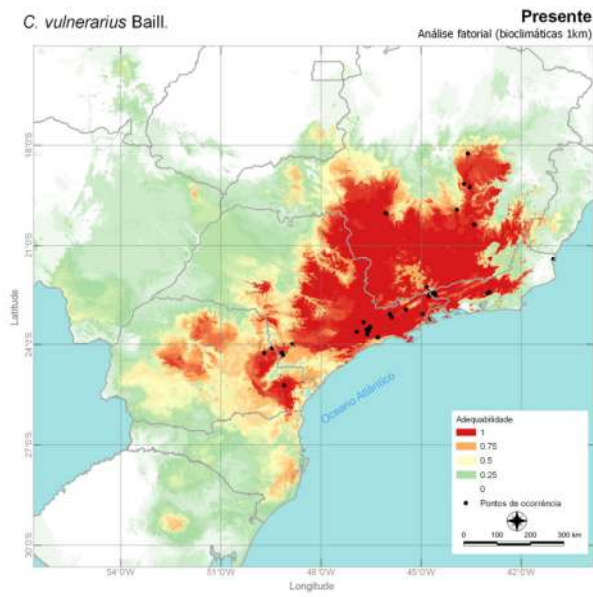 C. vulnerarius Baill.
Presente
Análise fatorial (bioclimáticas 1km)
18°0'S
21°0'S
24°0'S
27°0'S
30°0'S
Latitude
Oceano Atlântico
Adequabilidade
1
0.75
0.5
0.25
0
Pontos de ocorrência
0 100 200 300 km
54°0'W 51°0'W 48°0'W 45°0'W 42°0'W
Longitude